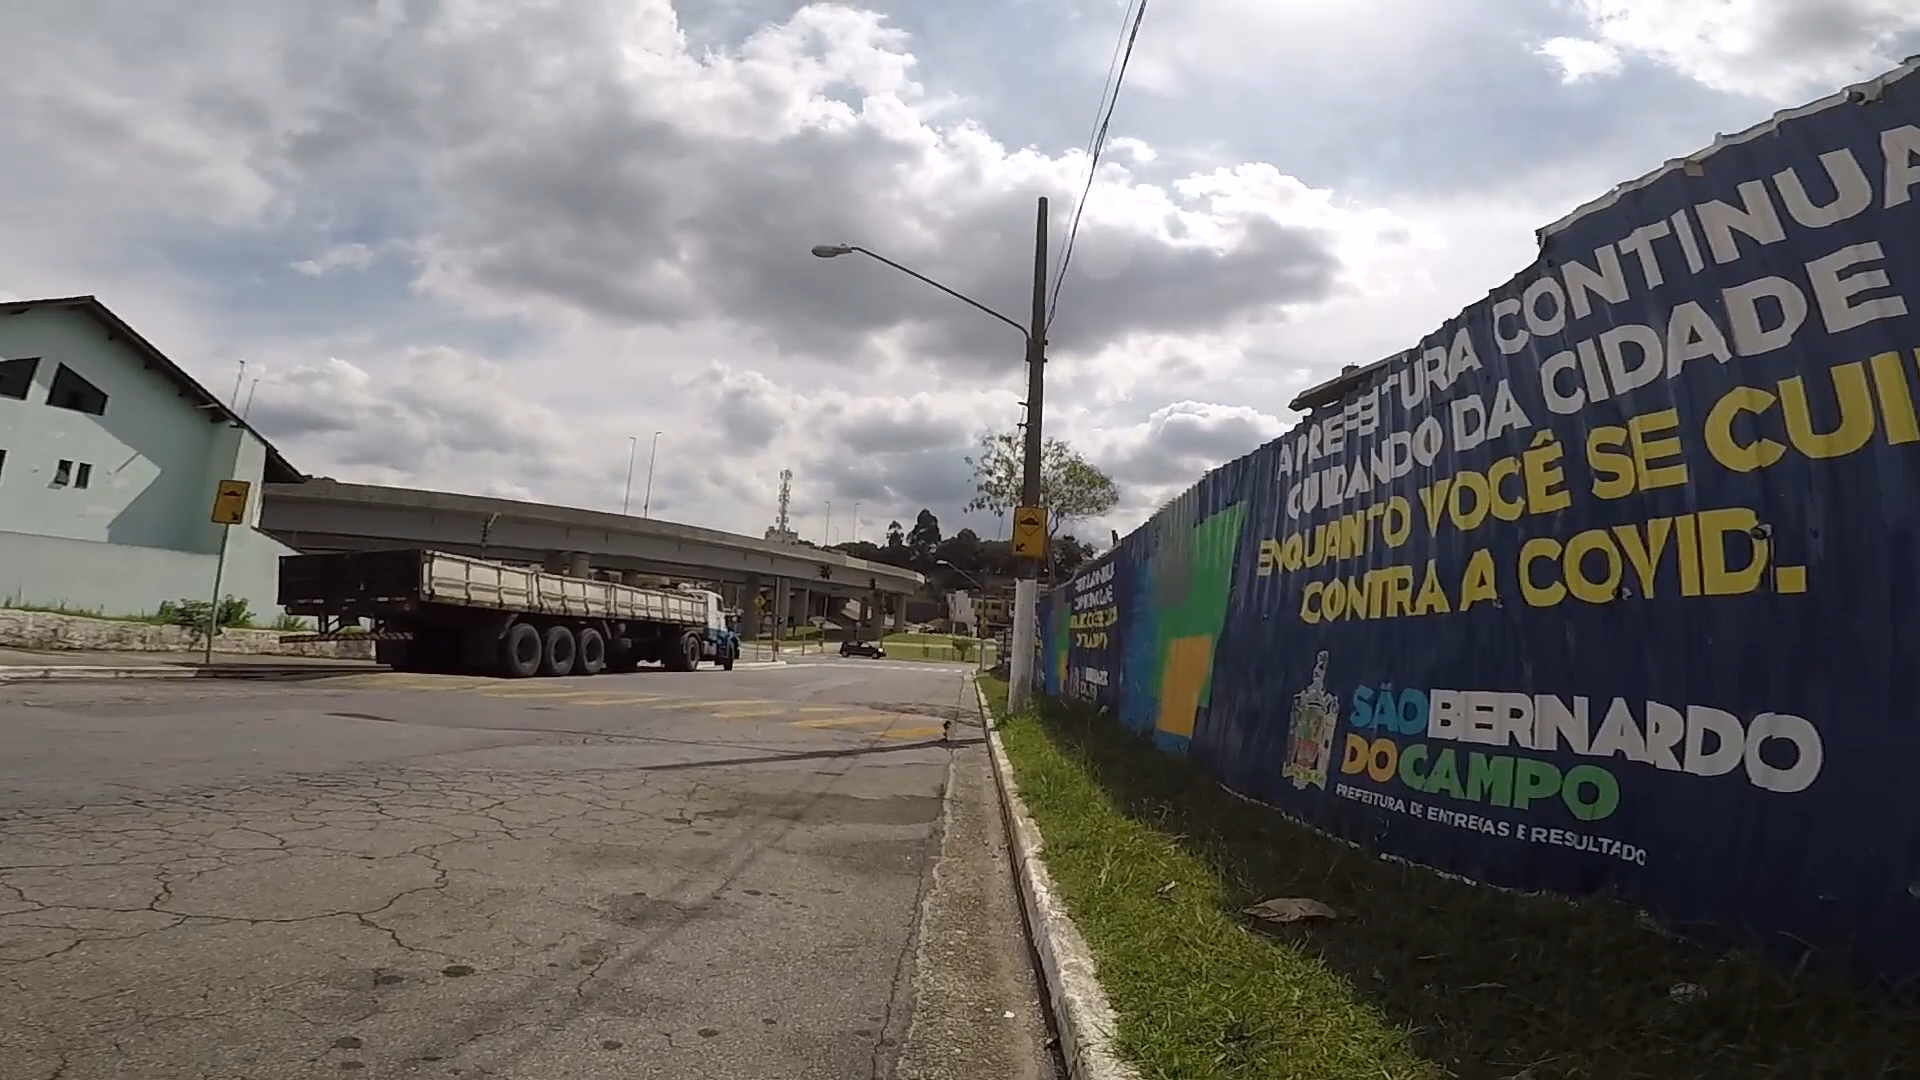 A PREFEITURA CONTINUA
CUIDANDO DA CIDADE
ENQUANTO VOCÊ SE CUI
CONTRA A COVID.
SÃO BERNARDO
DO CAMPO
PREFEITURA DE ENTREGAS E RESULTADO